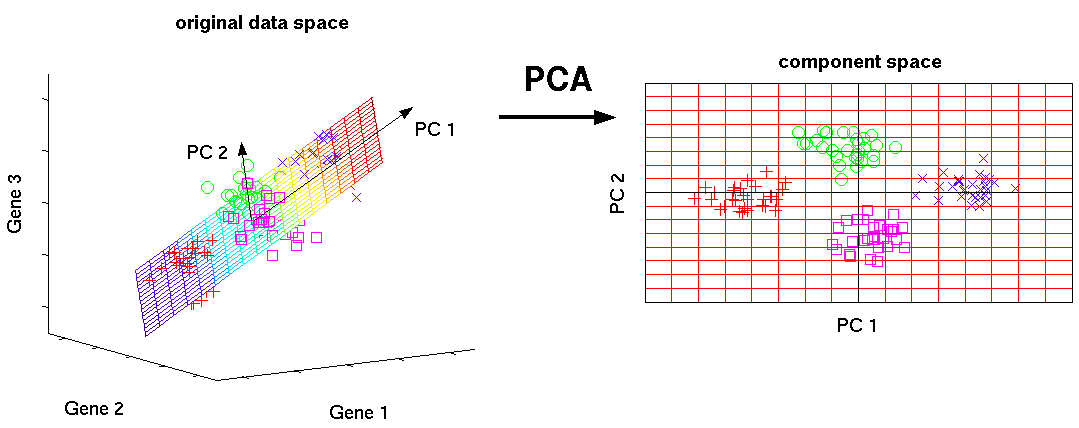 original data space
PCA
component space
PC 1
PC 2
Gene 3
PC 2
PC 1
Gene 2
Gene 1